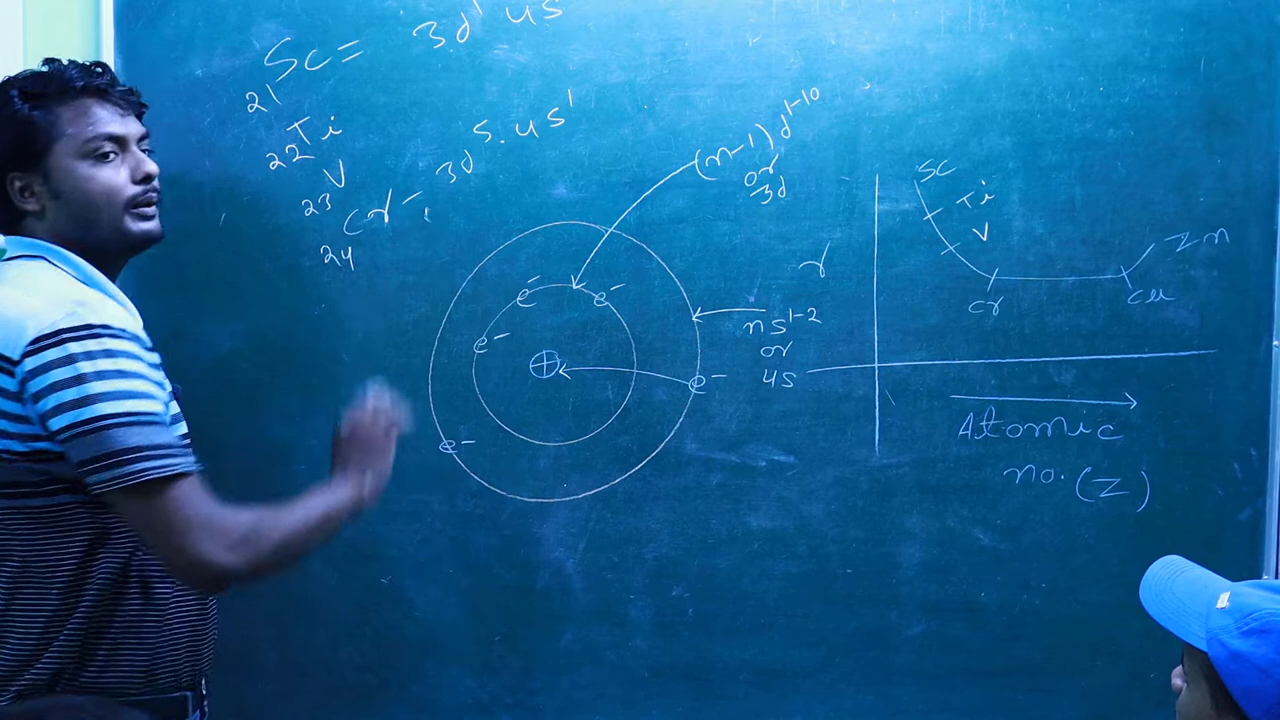 Sc = 3d¹ 4s
21
22 Ti
23 V
24 Cr - 3d⁵. 4s¹
(n-1) d¹⁻¹⁰
or
3d
e⁻ e⁻
e⁻
+
e⁻
e⁻
ns¹⁻²
or
4s
r
Sc
Ti
V
Cr
Cu
Zn
Atomic
no. (Z)